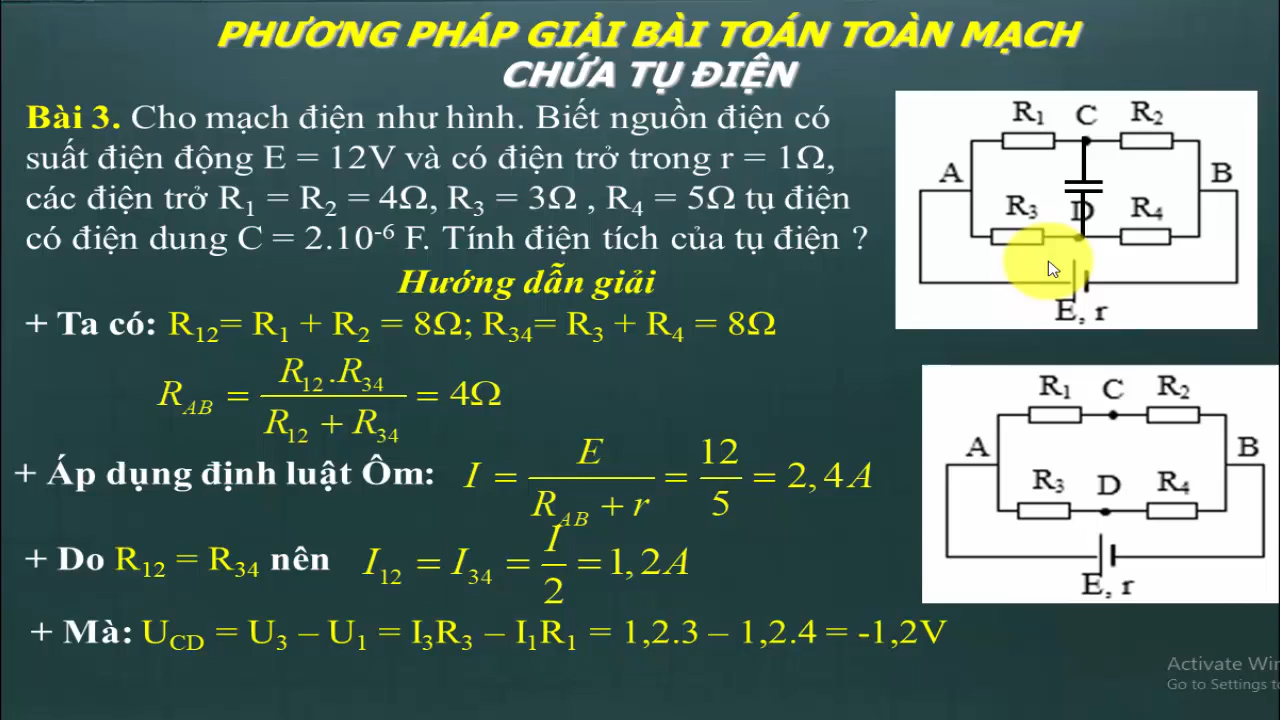 PHƯƠNG PHÁP GIẢI BÀI TOÁN TOÀN MẠCH
CHỨA TỤ ĐIỆN
Bài 3. Cho mạch điện như hình. Biết nguồn điện có
suất điện động E = 12V và có điện trở trong r = 1Ω,
các điện trở R₁ = R₂ = 4Ω, R₃ = 3Ω , R₄ = 5Ω tụ điện
có điện dung C = 2.10⁻⁶ F. Tính điện tích của tụ điện ?
Hướng dẫn giải
+ Ta có: R₁₂= R₁ + R₂ = 8Ω; R₃₄= R₃ + R₄ = 8Ω
R_AB = (R₁₂.R₃₄)/(R₁₂ + R₃₄) = 4Ω
+ Áp dụng định luật Ôm: I = E/(R_AB + r) = 12/5 = 2,4A
+ Do R₁₂ = R₃₄ nên I₁₂ = I₃₄ = I/2 = 1,2A
+ Mà: U_CD = U₃ – U₁ = I₃R₃ – I₁R₁ = 1,2.3 – 1,2.4 = -1,2V
R₁ C R₂
A B
R₃ D R₄
E, r
R₁ C R₂
A B
R₃ D R₄
E, r
Activate Win
Go to Settings to